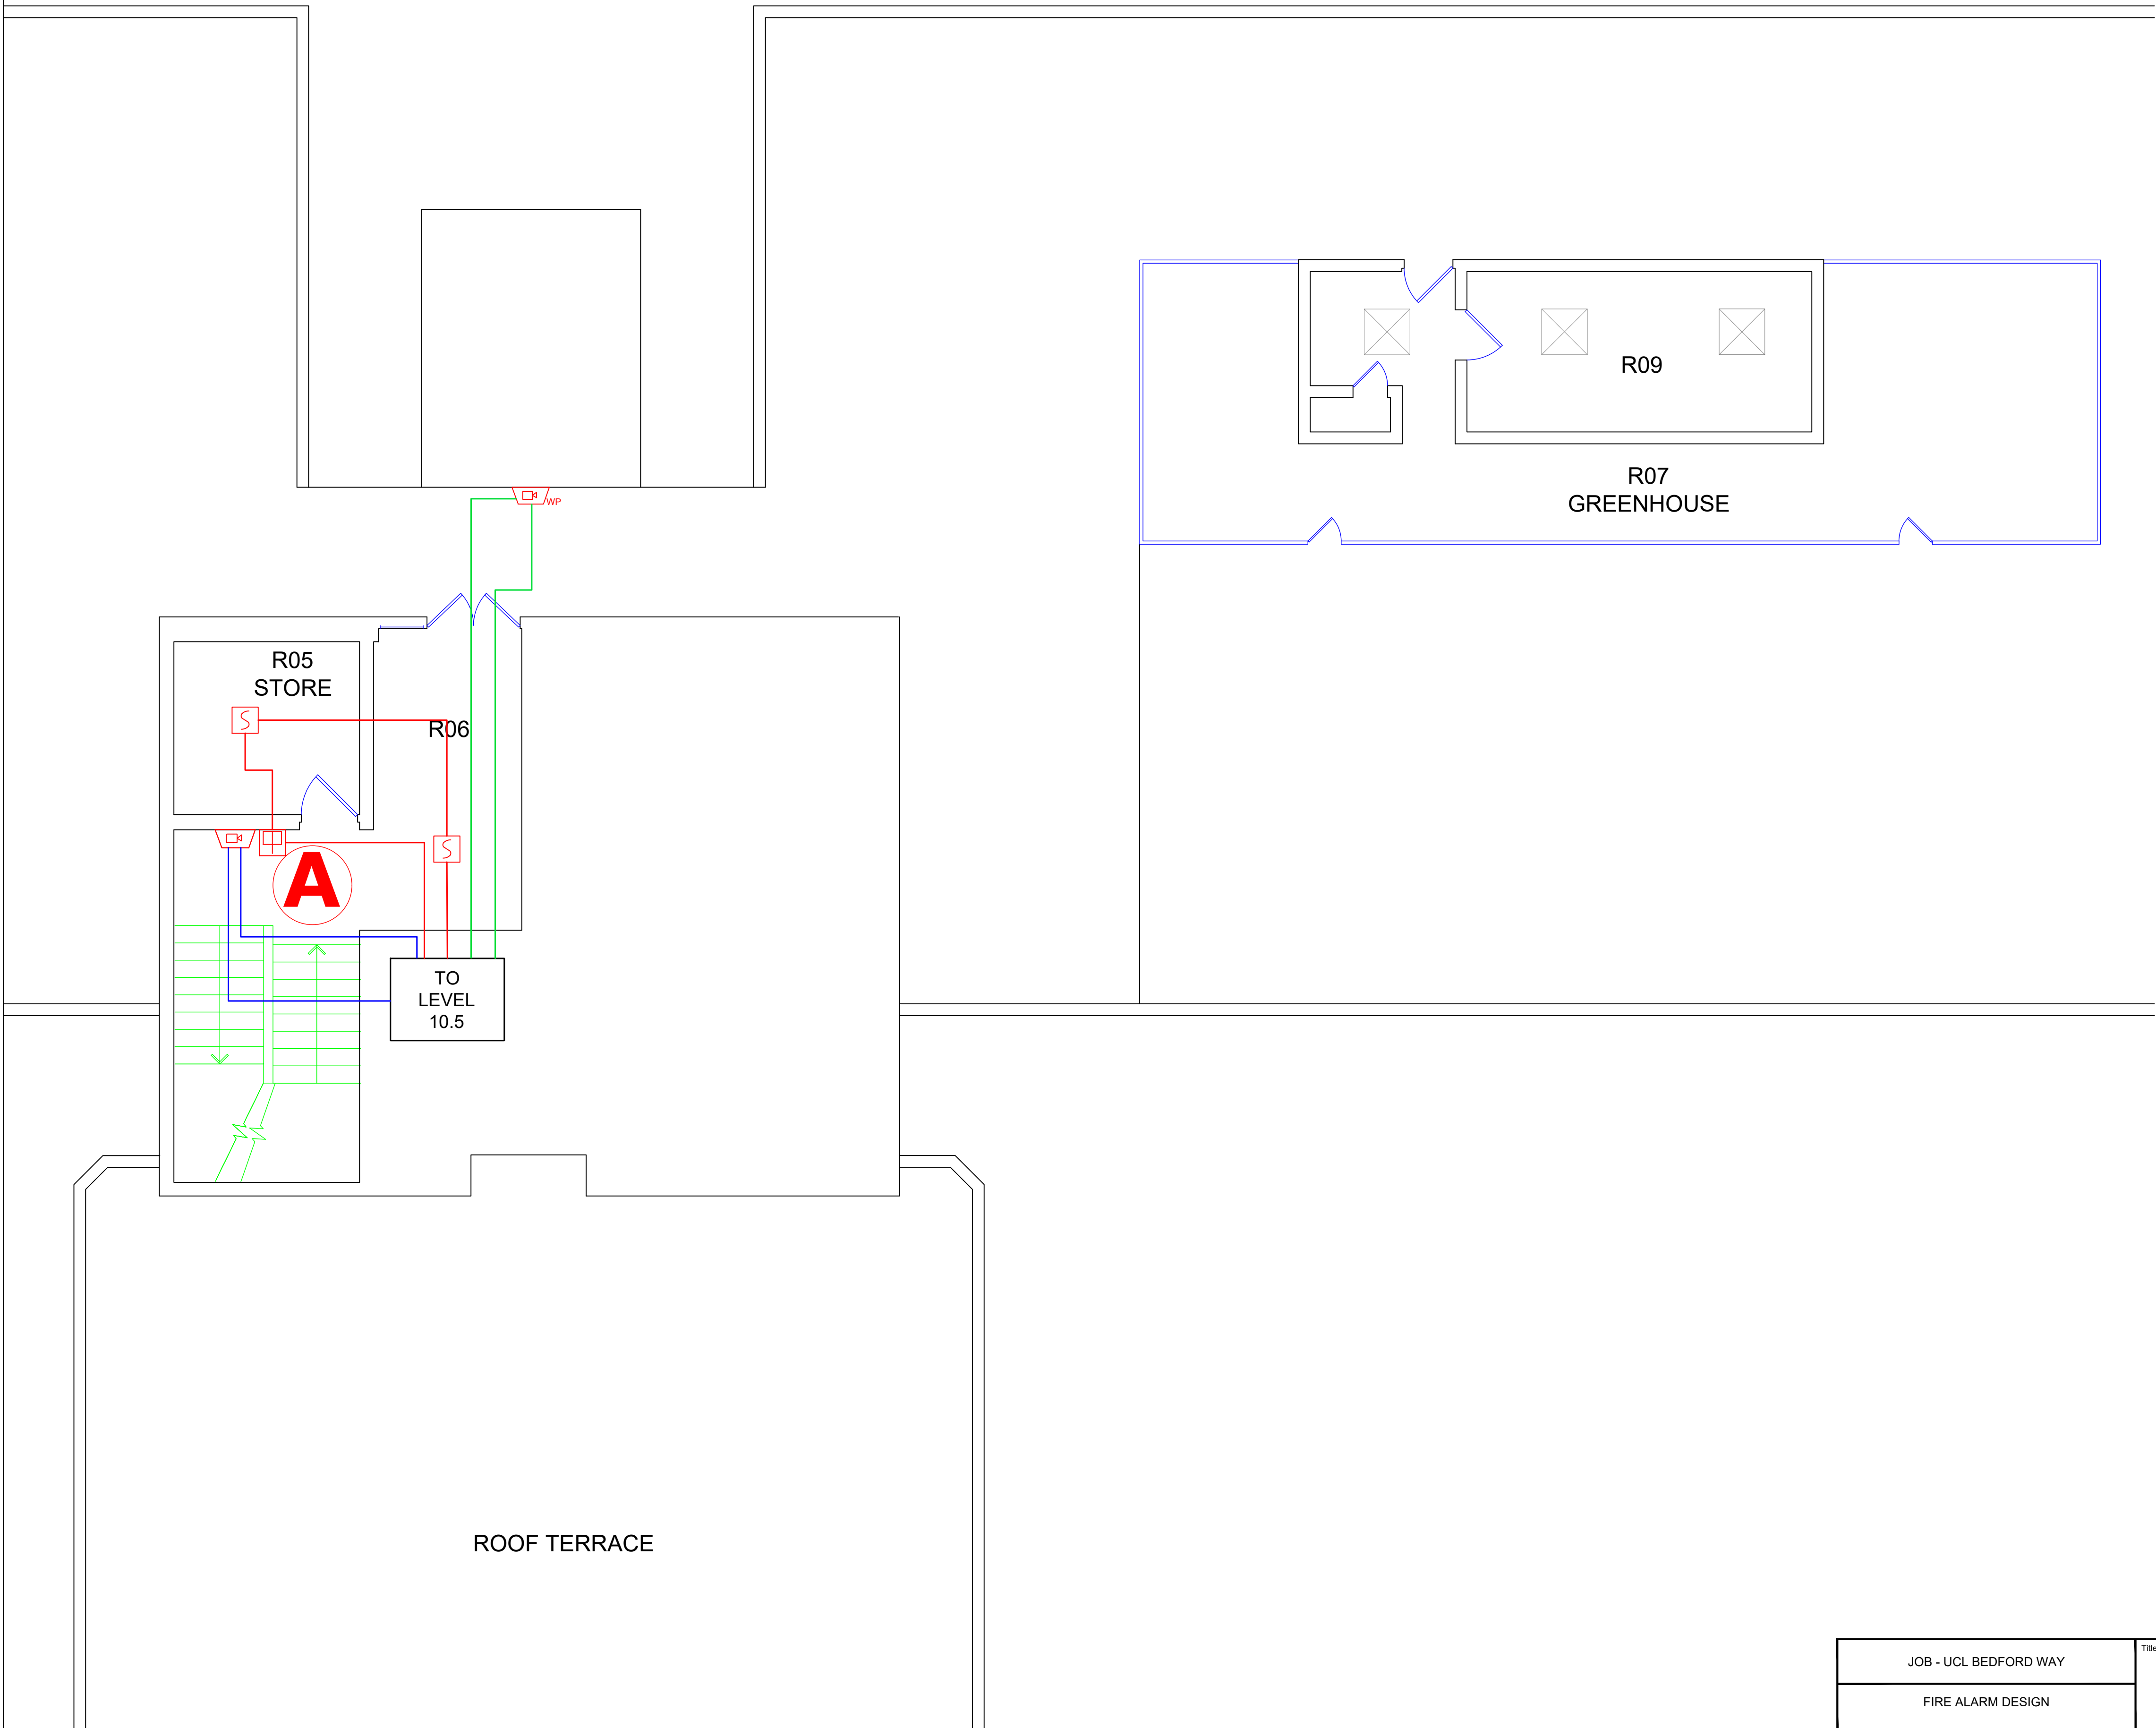 R09
R07
GREENHOUSE
WP
R05
STORE
R06
S
S
A
TO
LEVEL
10.5
ROOF TERRACE
JOB - UCL BEDFORD WAY
Title
FIRE ALARM DESIGN